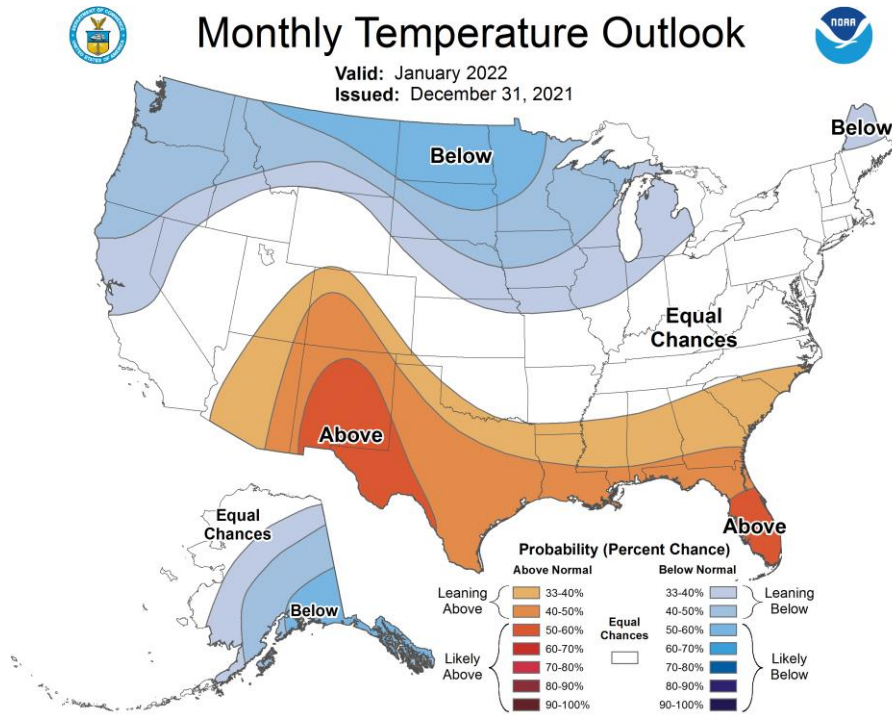 Monthly Temperature Outlook
Valid: January 2022
Issued: December 31, 2021
NOAA
Below
Below
Equal
Chances
Above
Above
Equal
Chances
Below
Probability (Percent Chance)
Above Normal
Below Normal
Leaning
Above
33-40%
40-50%
Likely
Above
50-60%
60-70%
70-80%
80-90%
90-100%
Equal
Chances
33-40%
40-50%
Leaning
Below
50-60%
60-70%
70-80%
80-90%
90-100%
Likely
Below